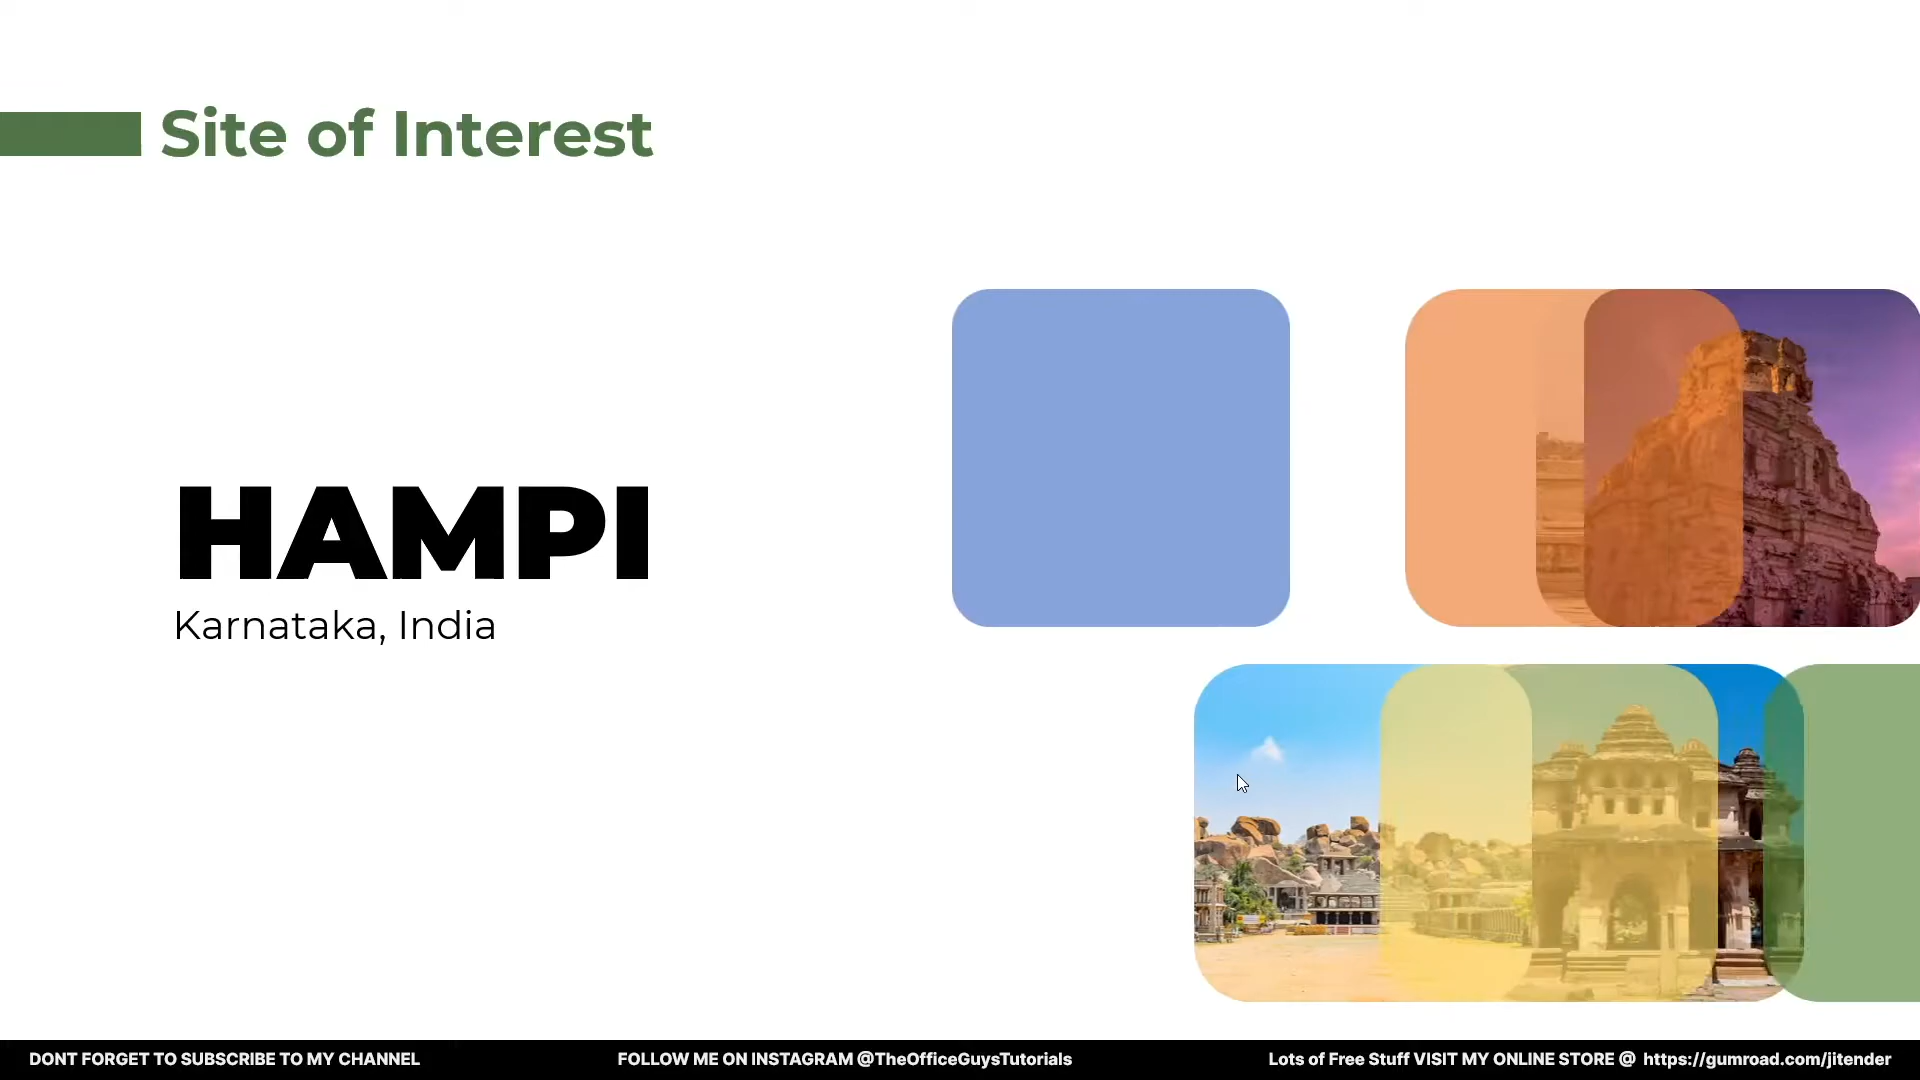 Site of Interest
HAMPI
Karnataka, India
DONT FORGET TO SUBSCRIBE TO MY CHANNEL
FOLLOW ME ON INSTAGRAM @TheOfficeGuysTutorials
Lots of Free Stuff VISIT MY ONLINE STORE @ https://gumroad.com/jitender